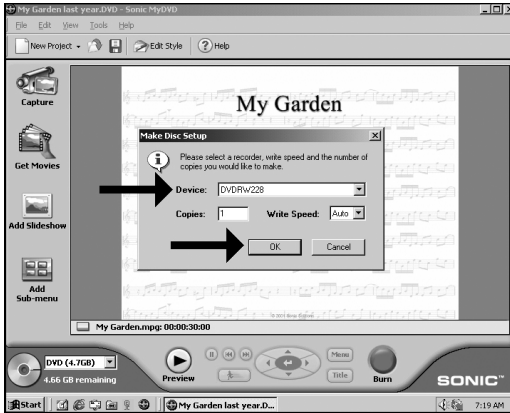 My Garden last year.DVD - Sonic MyDVD
File Edit View Tools Help
New Project Edit Style Help
My Garden
Capture
Make Disc Setup
Please select a recorder, write speed and the number of
copies you would like to make.
Get Movies
Device: DVDRW228
Copies: 1 Write Speed: Auto
Add Slideshow
OK Cancel
Add
Sub-menu
My Garden.mpg: 00:00:30:00
DVD (4.7GB)
4.66 GB remaining
Preview
Menu
Title
Burn
SONIC
Start My Garden last year.D... 7:19 AM